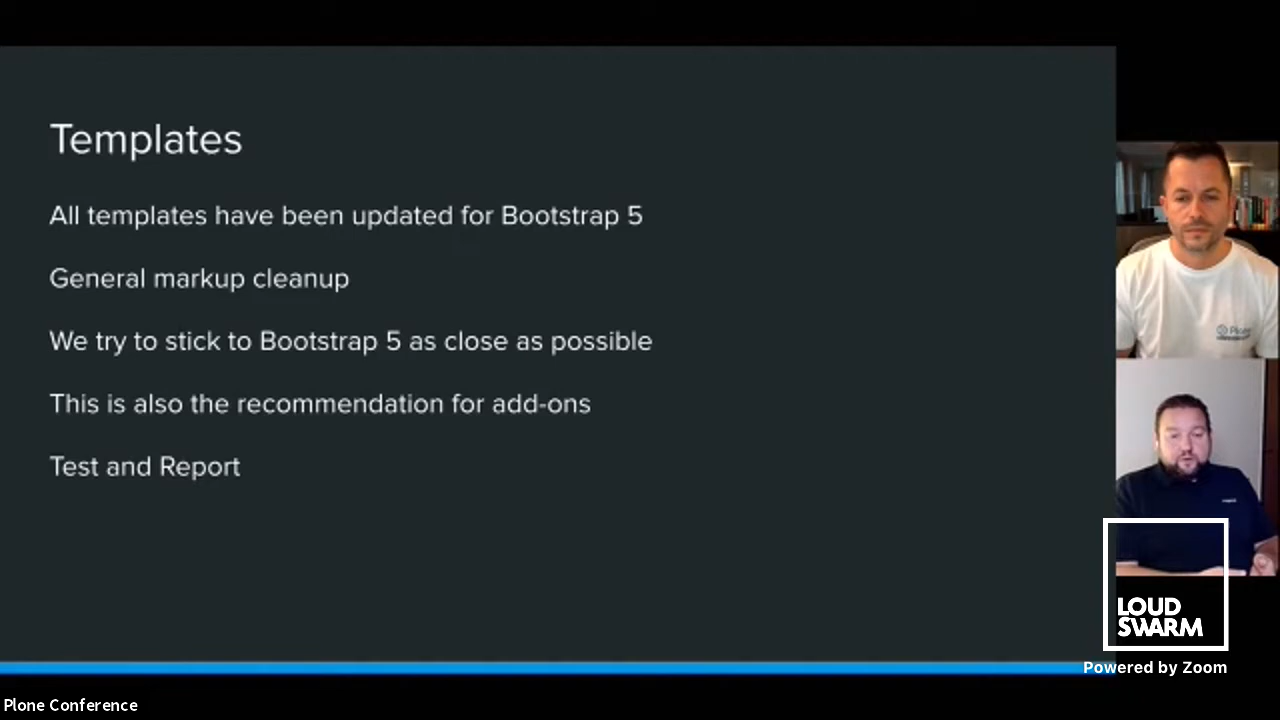 Templates
All templates have been updated for Bootstrap 5
General markup cleanup
We try to stick to Bootstrap 5 as close as possible
This is also the recommendation for add-ons
Test and Report
Plone
LOUD
SWARM
Powered by Zoom
Plone Conference